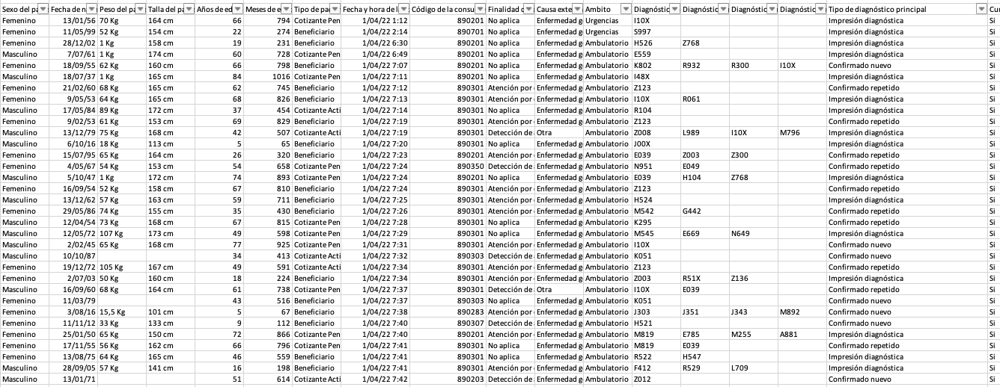 Sexo del pa Fecha de n Peso del pa Talla del pa Años de ed Meses de e Tipo de pa Fecha y hora de l Código de la consu Finalidad c Causa exte Ambito Diagnóstic Diagnóstic Diagnóstic Diagnóstic Tipo de diagnóstico principal Cur
Femenino 13/01/56 70 Kg 164 cm 66 794 Cotizante Pen 1/04/22 1:12 890201 No aplica Enfermedad g Urgencias I10X Impresión diagnóstica Si
Femenino 11/05/99 52 Kg 154 cm 22 274 Beneficiario 1/04/22 2:14 890701 No aplica Enfermedad g Urgencias S997 Impresión diagnóstica Si
Femenino 28/12/02 1 Kg 158 cm 19 231 Beneficiario 1/04/22 6:30 890201 No aplica Enfermedad g Ambulatorio H526 Z768 Impresión diagnóstica Si
Masculino 7/07/61 1 Kg 174 cm 60 728 Cotizante Pen 1/04/22 6:49 890201 No aplica Enfermedad g Ambulatorio E559 Impresión diagnóstica Si
Femenino 18/09/55 62 Kg 160 cm 66 798 Beneficiario 1/04/22 7:07 890201 No aplica Enfermedad g Ambulatorio K802 R932 R300 I10X Confirmado nuevo Si
Masculino 18/07/37 1 Kg 165 cm 84 1016 Cotizante Pen 1/04/22 7:11 890201 No aplica Enfermedad g Ambulatorio I48X Impresión diagnóstica Si
Femenino 21/02/60 68 Kg 165 cm 62 745 Beneficiario 1/04/22 7:12 890301 Atención por Enfermedad g Ambulatorio Z123 Confirmado repetido Si
Femenino 9/05/53 64 Kg 165 cm 68 826 Beneficiario 1/04/22 7:13 890301 Atención por Enfermedad g Ambulatorio I10X R061 Impresión diagnóstica Si
Masculino 17/05/84 89 Kg 172 cm 37 454 Cotizante Acti 1/04/22 7:14 890301 No aplica Enfermedad g Ambulatorio R104 Impresión diagnóstica Si
Femenino 9/02/53 61 Kg 153 cm 69 829 Beneficiario 1/04/22 7:19 890301 Atención por Enfermedad g Ambulatorio Z123 Confirmado repetido Si
Masculino 13/12/79 75 Kg 168 cm 42 507 Cotizante Acti 1/04/22 7:19 890301 Detección de Otra Ambulatorio Z008 L989 I10X M796 Impresión diagnóstica Si
Masculino 6/10/16 18 Kg 113 cm 5 65 Beneficiario 1/04/22 7:20 890301 No aplica Enfermedad g Ambulatorio J00X Impresión diagnóstica Si
Femenino 15/07/95 65 Kg 164 cm 26 320 Beneficiario 1/04/22 7:23 890201 Atención por Enfermedad g Ambulatorio E039 Z003 Z300 Confirmado repetido Si
Femenino 4/05/67 54 Kg 153 cm 54 658 Cotizante Pen 1/04/22 7:24 890350 Detección de Enfermedad g Ambulatorio N951 E049 Confirmado repetido Si
Masculino 5/10/47 1 Kg 172 cm 74 893 Cotizante Pen 1/04/22 7:24 890201 No aplica Enfermedad g Ambulatorio E039 H104 Z768 Impresión diagnóstica Si
Femenino 16/09/54 52 Kg 158 cm 67 810 Beneficiario 1/04/22 7:24 890301 Atención por Enfermedad g Ambulatorio Z123 Confirmado repetido Si
Masculino 13/12/62 57 Kg 163 cm 59 711 Beneficiario 1/04/22 7:25 890301 No aplica Enfermedad g Ambulatorio H524 Impresión diagnóstica Si
Femenino 29/05/86 74 Kg 155 cm 35 430 Beneficiario 1/04/22 7:26 890301 No aplica Enfermedad g Ambulatorio M542 G442 Confirmado repetido Si
Masculino 12/04/54 73 Kg 168 cm 67 815 Cotizante Pen 1/04/22 7:28 890301 No aplica Enfermedad g Ambulatorio K295 Confirmado repetido Si
Masculino 12/05/72 107 Kg 173 cm 49 598 Cotizante Pen 1/04/22 7:29 890301 No aplica Enfermedad g Ambulatorio M545 E669 N649 Impresión diagnóstica Si
Masculino 2/02/45 65 Kg 168 cm 77 925 Cotizante Pen 1/04/22 7:31 890301 Atención por Enfermedad g Ambulatorio I10X Confirmado nuevo Si
Masculino 10/10/87 34 413 Cotizante Acti 1/04/22 7:32 890303 Detección de Enfermedad g Ambulatorio K051 Confirmado nuevo Si
Femenino 19/12/72 105 Kg 167 cm 49 591 Cotizante Acti 1/04/22 7:34 890301 Atención por Enfermedad g Ambulatorio Z123 Confirmado repetido Si
Femenino 2/07/03 50 Kg 160 cm 18 224 Beneficiario 1/04/22 7:34 890301 Atención por Enfermedad g Ambulatorio Z003 R51X Z136 Impresión diagnóstica Si
Masculino 16/09/60 68 Kg 164 cm 61 738 Cotizante Pen 1/04/22 7:37 890301 Detección de Otra Ambulatorio I10X E039 Confirmado repetido Si
Femenino 11/03/79 43 516 Beneficiario 1/04/22 7:37 890303 No aplica Enfermedad g Ambulatorio K051 Confirmado nuevo Si
Femenino 3/08/16 15,5 Kg 101 cm 5 67 Beneficiario 1/04/22 7:38 890283 Atención por Enfermedad g Ambulatorio J303 J351 J343 M892 Confirmado nuevo Si
Femenino 11/11/12 33 Kg 133 cm 9 112 Beneficiario 1/04/22 7:40 890307 Detección de Enfermedad g Ambulatorio H521 Confirmado nuevo Si
Femenino 25/01/50 65 Kg 150 cm 72 866 Cotizante Pen 1/04/22 7:40 890201 Atención por Enfermedad g Ambulatorio M819 E785 M255 A881 Impresión diagnóstica Si
Femenino 17/11/55 56 Kg 162 cm 66 796 Cotizante Pen 1/04/22 7:41 890301 No aplica Enfermedad g Ambulatorio M819 E039 Confirmado repetido Si
Femenino 13/08/75 64 Kg 165 cm 46 559 Beneficiario 1/04/22 7:41 890301 No aplica Enfermedad g Ambulatorio R522 H547 Impresión diagnóstica Si
Masculino 28/09/05 57 Kg 141 cm 16 198 Beneficiario 1/04/22 7:41 890301 Atención por Enfermedad g Ambulatorio F412 R529 L709 Impresión diagnóstica Si
Masculino 13/01/71 51 614 Cotizante Acti 1/04/22 7:42 890203 Detección de Enfermedad g Ambulatorio Z012 Confirmado nuevo Si